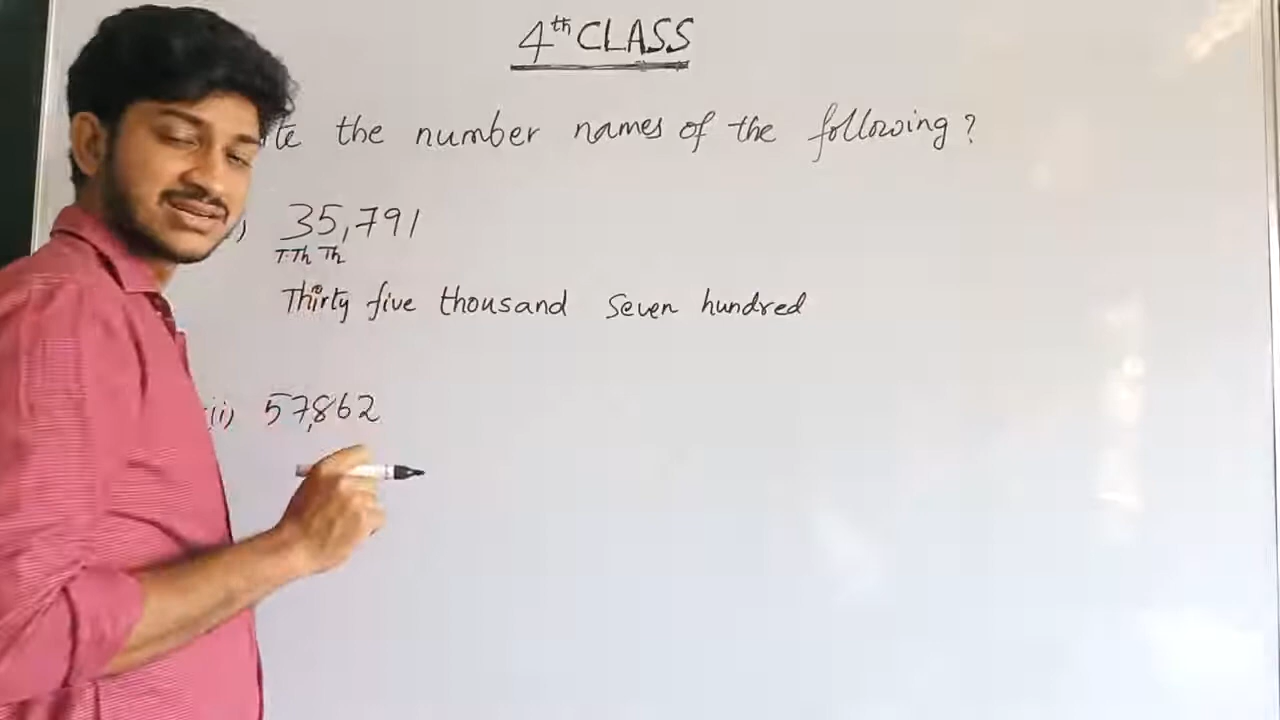 4th CLASS
te the number names of the following?
) 35,791
T.Th Th
Thirty five thousand Seven hundred
(ii) 57,862